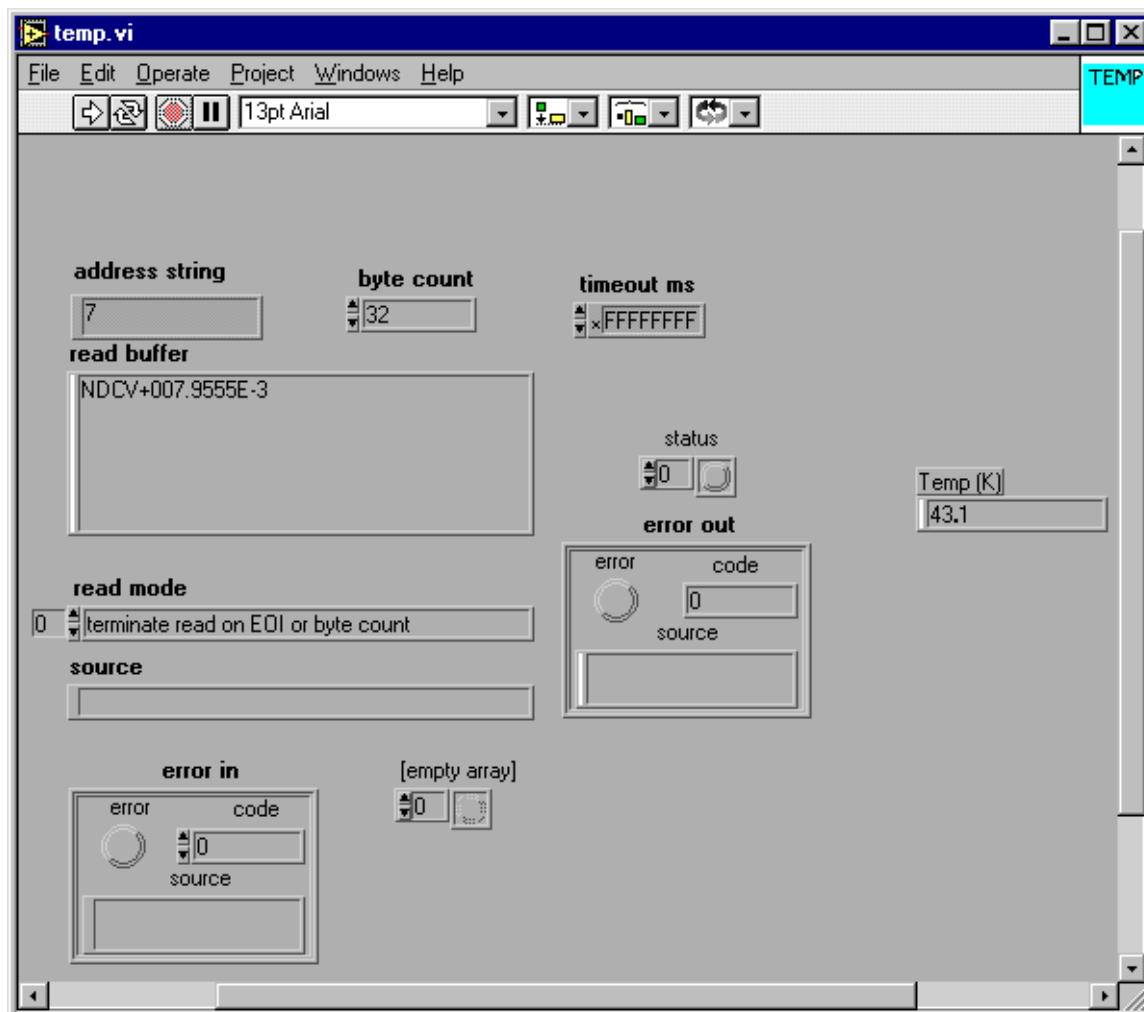 temp.vi
File Edit Operate Project Windows Help
TEMP
13pt Arial
address string
byte count
timeout ms
7
32
×FFFFFFFF
read buffer
NDCV+007.9555E-3
status
0
Temp (K)
43.1
error out
error code
0
source
read mode
0 terminate read on EOI or byte count
source
error in
[empty array]
0
error code
0
source